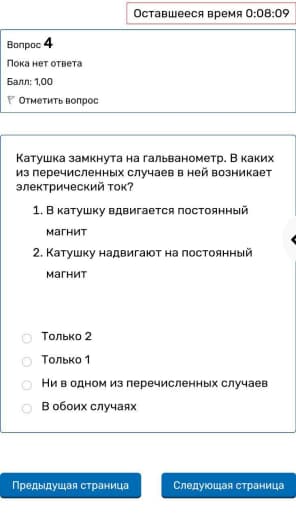 Оставшееся время 0:08:09
Вопрос 4
Пока нет ответа
Балл: 1,00
Отметить вопрос
Катушка замкнута на гальванометр. В каких
из перечисленных случаев в ней возникает
электрический ток?
1. В катушку вдвигается постоянный
магнит
2. Катушку надвигают на постоянный
магнит
Только 2
Только 1
Ни в одном из перечисленных случаев
В обоих случаях
Предыдущая страница
Следующая страница